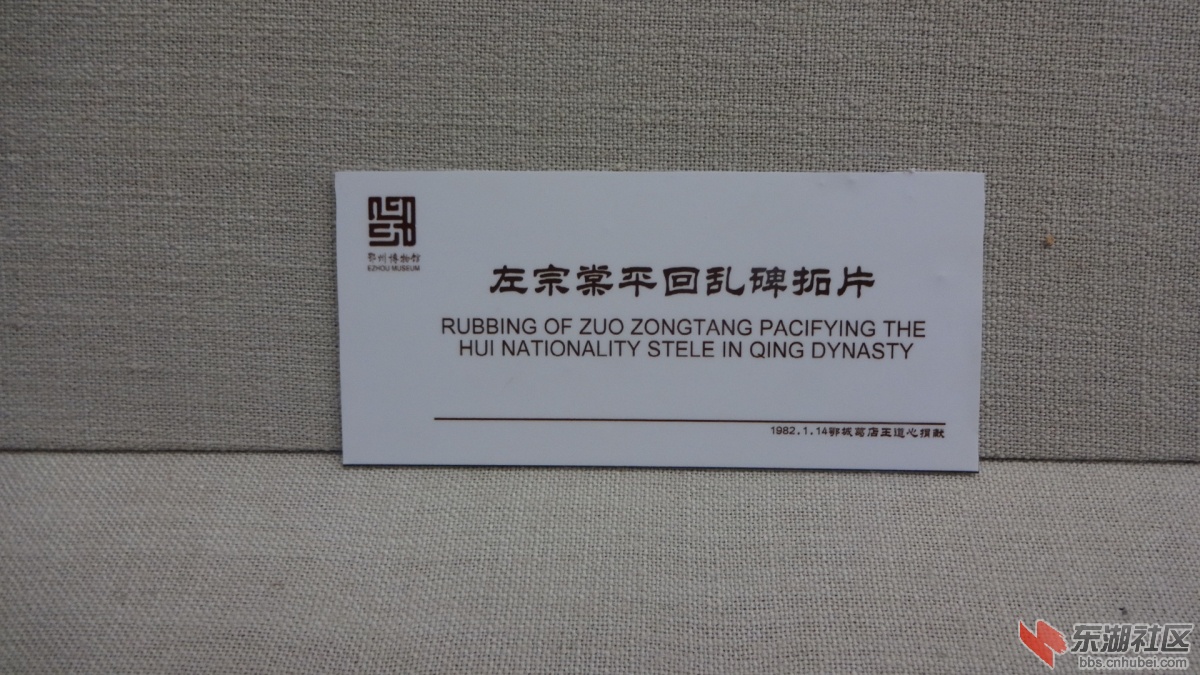 鄂州博物馆
EZHOU MUSEUM
左宗棠平回乱碑拓片
RUBBING OF ZUO ZONGTANG PACIFYING THE
HUI NATIONALITY STELE IN QING DYNASTY
1982.1.14鄂城葛店王道心捐献
东湖社区
bbs.cnhubei.com